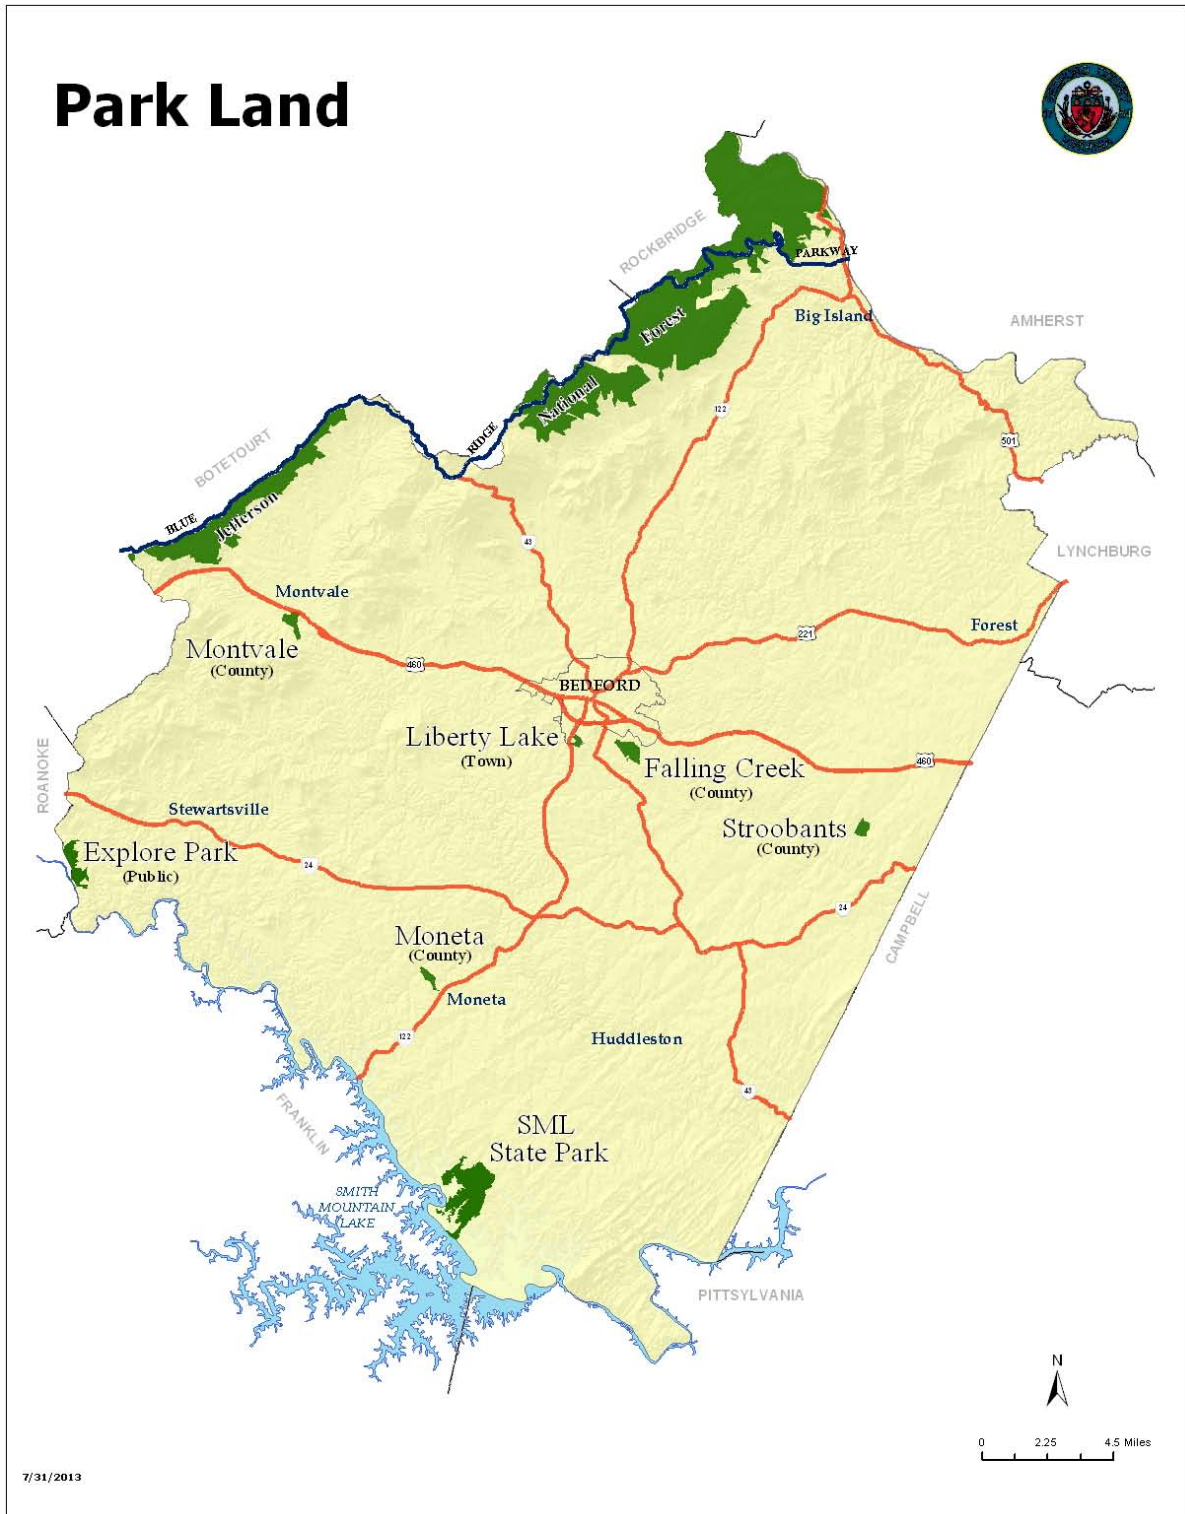 Park Land
ROCKBRIDGE
PARKWAY
Big Island
AMHERST
Forest
National
122
RIDGE
501
BOTETOURT
Jefferson
BLUE
43
LYNCHBURG
Montvale
221
Forest
Montvale
(County)
460
BEDFORD
Liberty Lake
(Town)
Falling Creek
(County)
460
ROANOKE
Stewartsville
Stroobants
(County)
Explore Park
(Public)
24
24
CAMPBELL
Moneta
(County)
Moneta
122
Huddleston
43
FRANKLIN
SML
State Park
SMITH
MOUNTAIN
LAKE
PITTSYLVANIA
N
0 2.25 4.5 Miles
7/31/2013